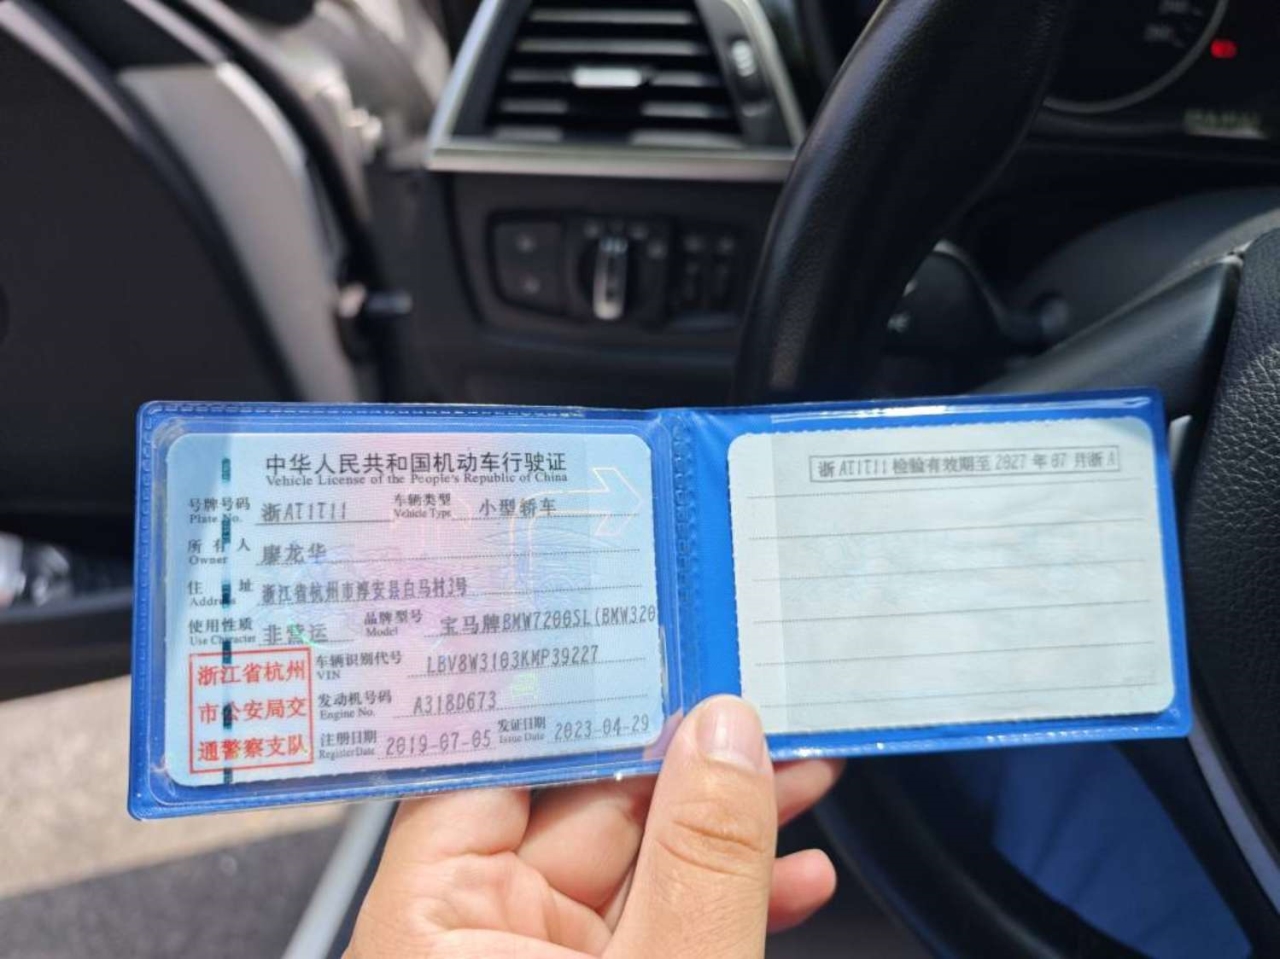 中华人民共和国机动车行驶证
Vehicle License of the People's Republic of China
号牌号码 浙AT1T11 车辆类型 小型轿车
Plate No. Vehicle Type
所有人 廖龙华
Owner
住址 浙江省杭州市淳安县白马村3号
Address
使用性质 非营运 品牌型号 宝马牌BMW7200SL(BMW320
Use Character Model
浙江省杭州
市公安局交
通警察支队
车辆识别代号 LBV8W3103KMP39227
VIN
发动机号码 A318D673
Engine No.
注册日期 2019-07-05 发证日期 2023-04-29
Register Date Issue Date
浙AT1T11检验有效期至2027年07月浙A